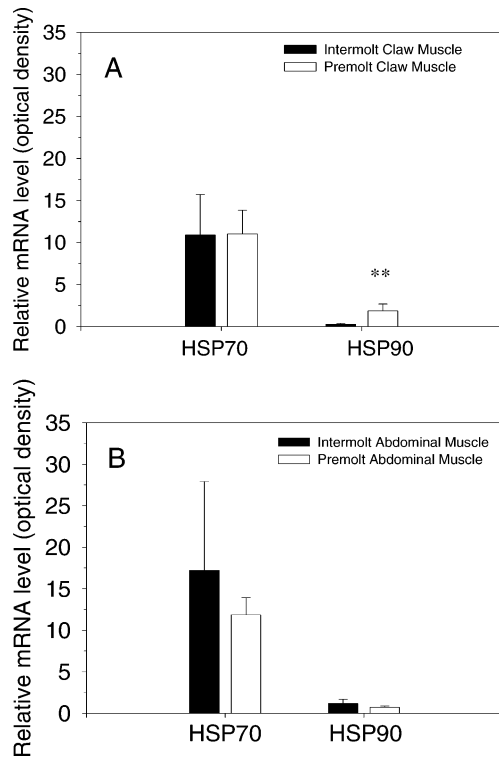 A
Intermolt Claw Muscle
Premolt Claw Muscle
Relative mRNA level (optical density)
35
30
25
20
15
10
5
0
**
HSP70 HSP90
B
Intermolt Abdominal Muscle
Premolt Abdominal Muscle
Relative mRNA level (optical density)
35
30
25
20
15
10
5
0
HSP70 HSP90